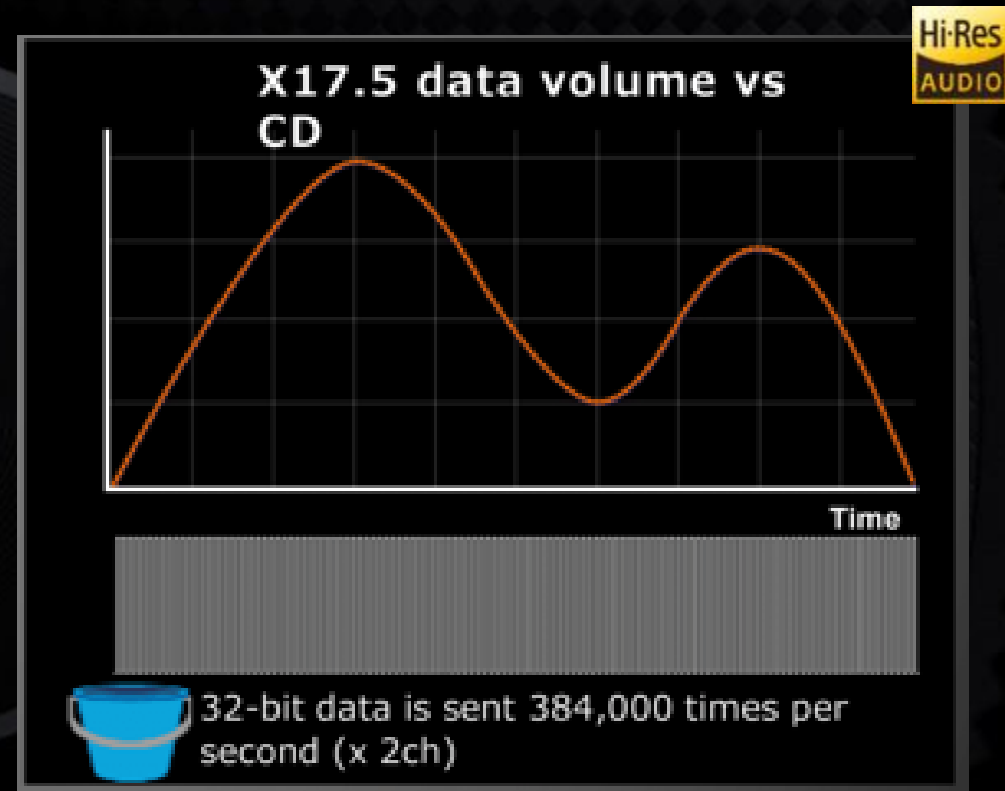 Hi-Res
AUDIO
X17.5 data volume vs
CD
Time
32-bit data is sent 384,000 times per
second (x 2ch)